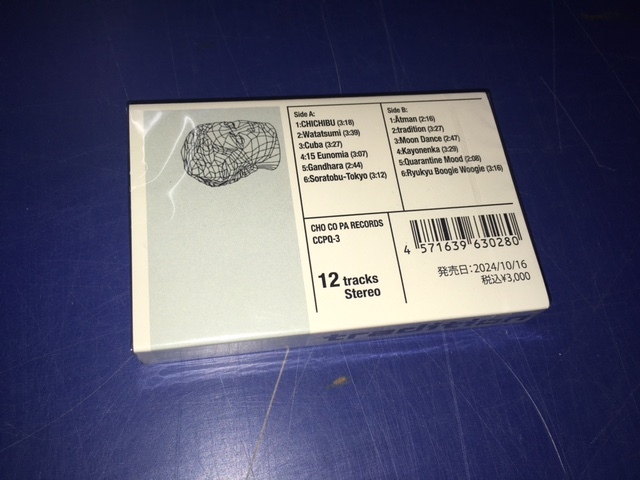 Side A:
1:CHICHIBU (3:18)
2:Watatsumi (3:39)
3:Cuba (3:27)
4:15 Eunomia (3:07)
5:Gandhara (2:44)
6:Soratobu-Tokyo (3:12)
Side B:
1:Atman (2:16)
2:tradition (3:27)
3:Moon Dance (2:47)
4:Kayonenka (3:29)
5:Quarantine Mood (2:08)
6:Ryukyu Boogie Woogie (3:16)
CHO CO PA RECORDS
CCPQ-3
12 tracks
Stereo
4 571639 630280
発売日：2024/10/16
税込¥3,000
tradition